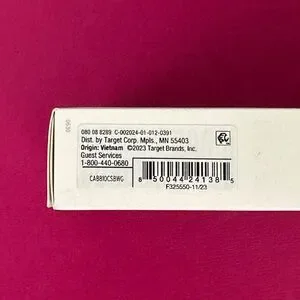 080 08 8289 C-002024-01-012-0391
Dist. by Target Corp. Mpls., MN 55403
Origin: Vietnam ©2023 Target Brands, Inc.
Guest Services
1-800-440-0680
CABB10CSBWG
8 50044 24138 5
F325550-11/23